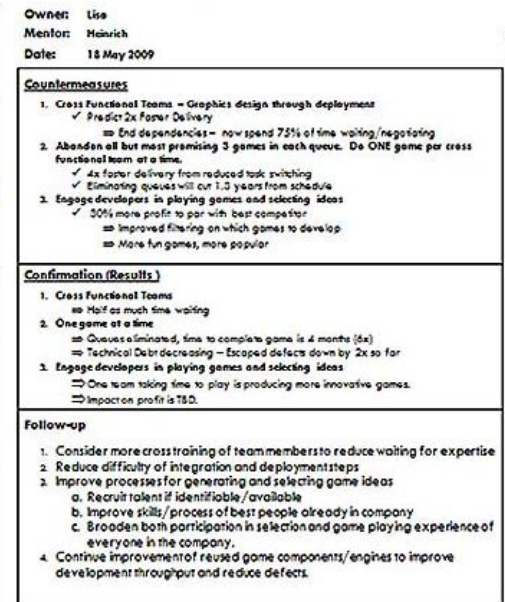 Owner: Lise
Mentor: Heinrich
Date: 18 May 2009
Countermeasures
1. Cross Functional Teams – Graphics design through deployment
✓ Predict 2x Faster Delivery
⇒ End dependencies – now spend 75% of time waiting/negotiating
2. Abandon all but most promising 3 games in each queue. Do ONE game per cross
functional team at a time.
✓ 4x faster delivery from reduced task switching
✓ Eliminating queues will cut 1.3 years from schedule
3. Engage developers in playing games and selecting ideas
✓ 30% more profit to par with best competitor
⇒ Improved filtering on which games to develop
⇒ More fun games, more popular
Confirmation (Results )
1. Cross Functional Teams
⇒ Half as much time waiting
2. One game at a time
⇒ Queues eliminated, time to complete game is 4 months (6x)
⇒ Technical Debt decreasing – Escaped defects down by 2x so far
3. Engage developers in playing games and selecting ideas
⇒ One team taking time to play is producing more innovative games.
⇒ Impact on profit is TBD.
Follow-up
1. Consider more cross training of team members to reduce waiting for expertise
2. Reduce difficulty of integration and deployment steps
3. Improve processes for generating and selecting game ideas
a. Recruit talent if identifiable/available
b. Improve skills/process of best people already in company
c. Broaden both participation in selection and game playing experience of
everyone in the company.
4. Continue improvement of reused game components/engines to improve
development throughput and reduce defects.